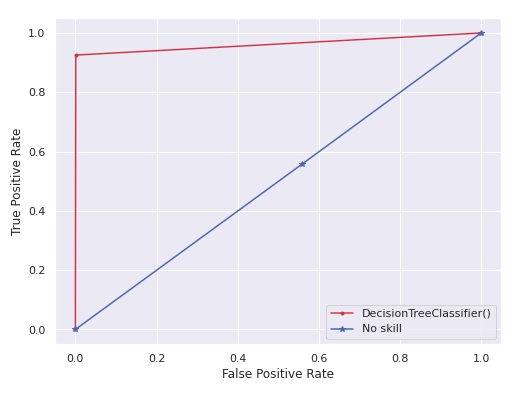 1.0
0.8
0.6
0.4
0.2
0.0
True Positive Rate
0.0 0.2 0.4 0.6 0.8 1.0
False Positive Rate
DecisionTreeClassifier()
No skill